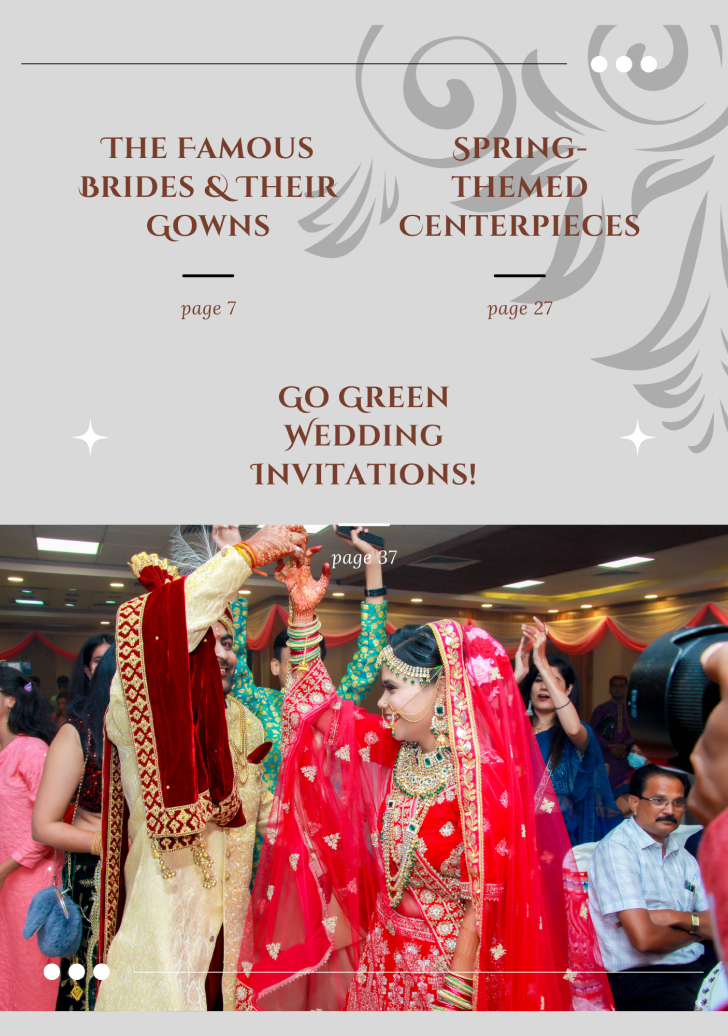 The Famous
Brides & Their
Gowns
page 7
Spring-
Themed
Centerpieces
page 27
Go Green
Wedding
Invitations!
page 37